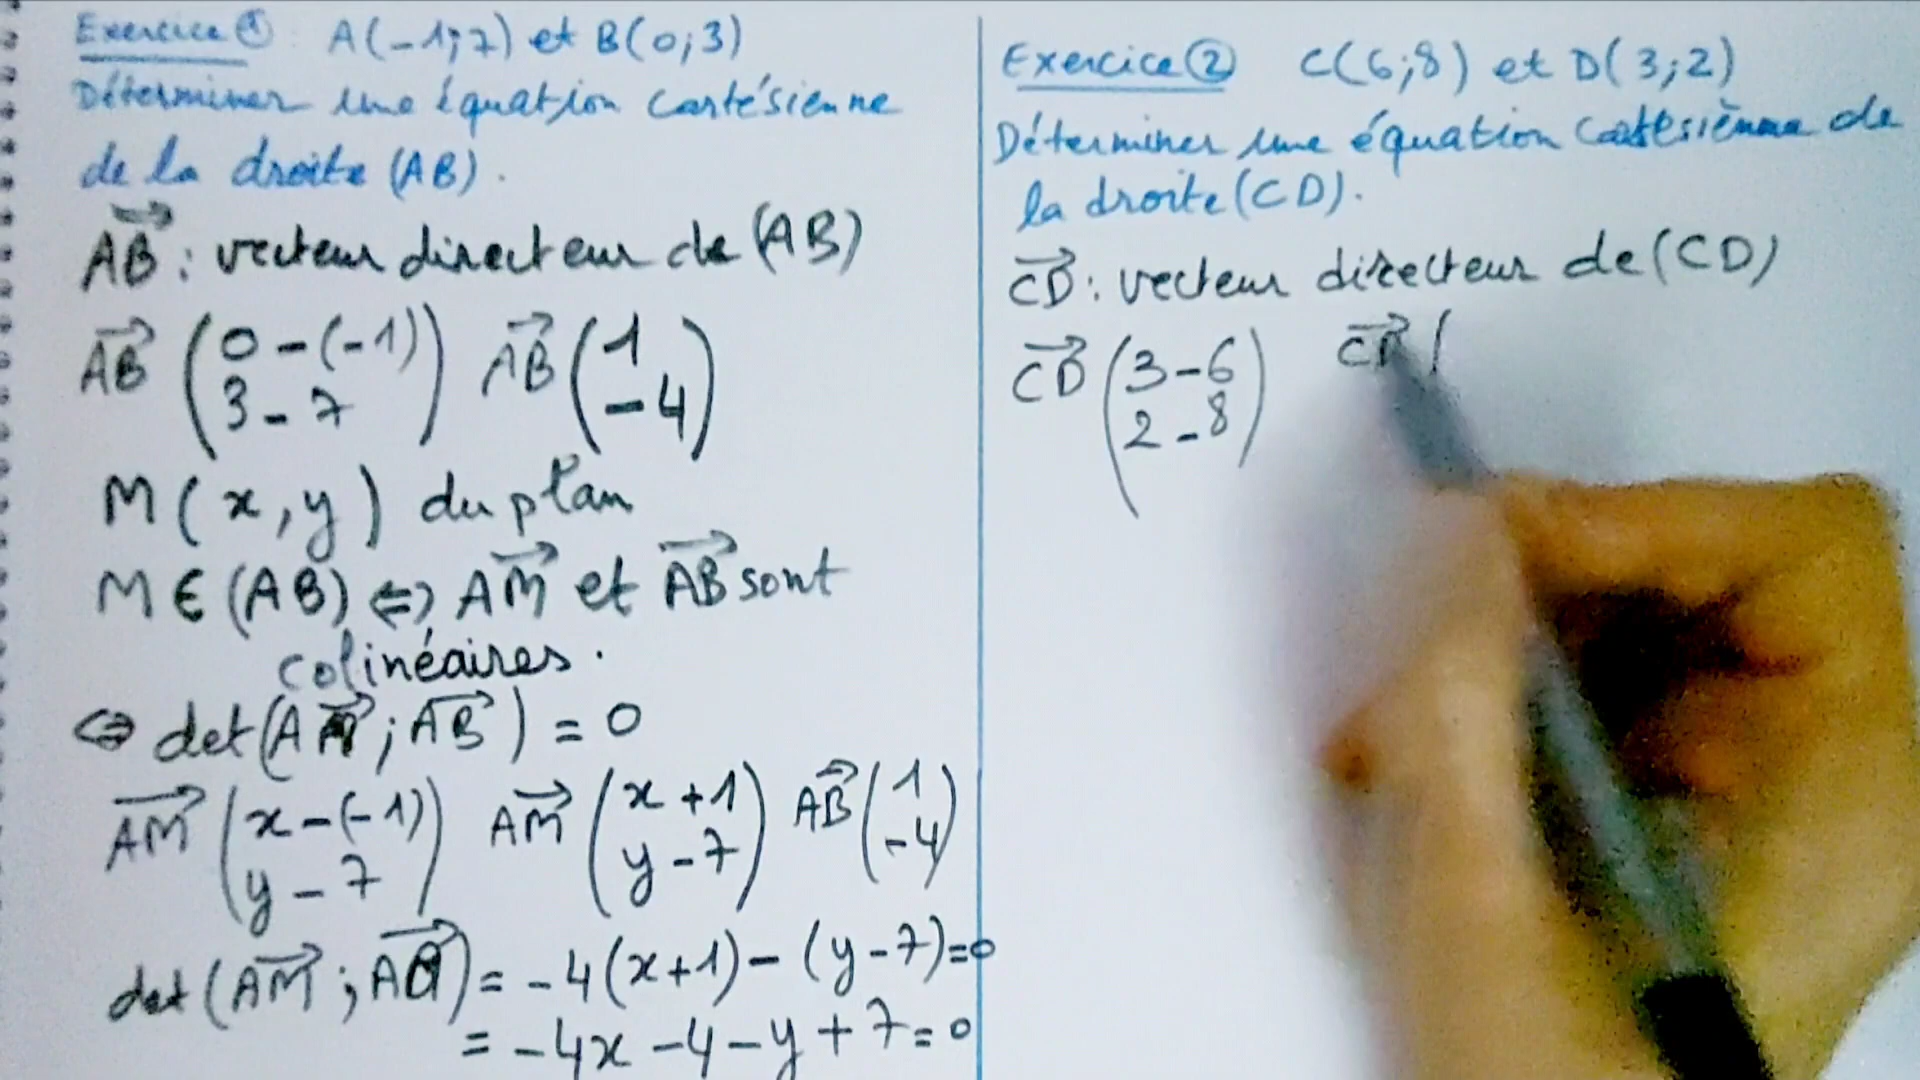 Exercice ① : A(-1;7) et B(0;3)
Déterminer une équation cartésienne
de la droite (AB).
AB→ : vecteur directeur de (AB)
AB→ (0-(-1) 3-7) AB→ (1 -4)
M(x,y) du plan
M ∈ (AB) ⇔ AM→ et AB→ sont
colinéaires.
⇔ det(AM→ ; AB→) = 0
AM→ (x-(-1) y-7) AM→ (x+1 y-7) AB→ (1 -4)
det(AM→ ; AB→) = -4(x+1) - (y-7) = 0
= -4x - 4 - y + 7 = 0
Exercice ② C(6;8) et D(3;2)
Déterminer une équation cartésienne de
la droite (CD).
CD→ : vecteur directeur de (CD)
CD→ (3-6 2-8) CD→ (